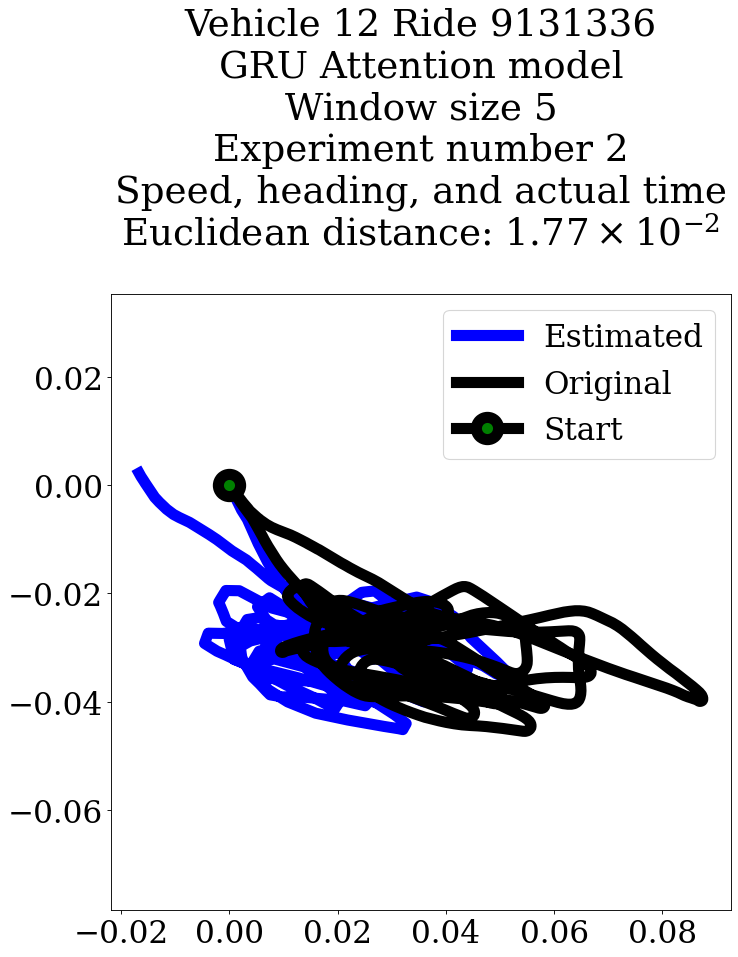 Vehicle 12 Ride 9131336
GRU Attention model
Window size 5
Experiment number 2
Speed, heading, and actual time
Euclidean distance: 1.77 × 10⁻²
Estimated
Original
Start
0.02
0.00
−0.02
−0.04
−0.06
−0.02 0.00 0.02 0.04 0.06 0.08